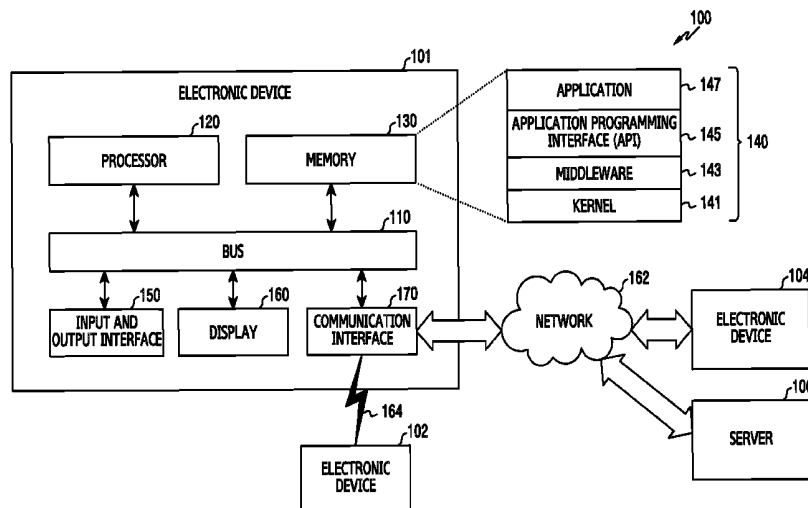 100
101
ELECTRONIC DEVICE
120
PROCESSOR
130
MEMORY
APPLICATION
147
APPLICATION PROGRAMMING
INTERFACE (API)
145
140
MIDDLEWARE
143
KERNEL
141
110
BUS
150
INPUT AND
OUTPUT INTERFACE
160
DISPLAY
170
COMMUNICATION
INTERFACE
162
NETWORK
104
ELECTRONIC
DEVICE
164
102
ELECTRONIC
DEVICE
106
SERVER